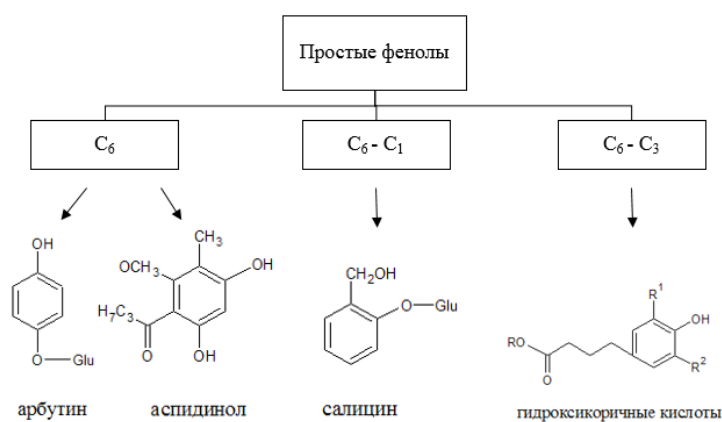 Простые фенолы
C6
C6 - C1
C6 - C3
OH
O
Glu
CH3
OCH3
OH
H7C3
O
OH
CH2OH
O
Glu
R1
OH
RO
O
R2
арбутин
аспидинол
салицин
гидроксикоричные кислоты